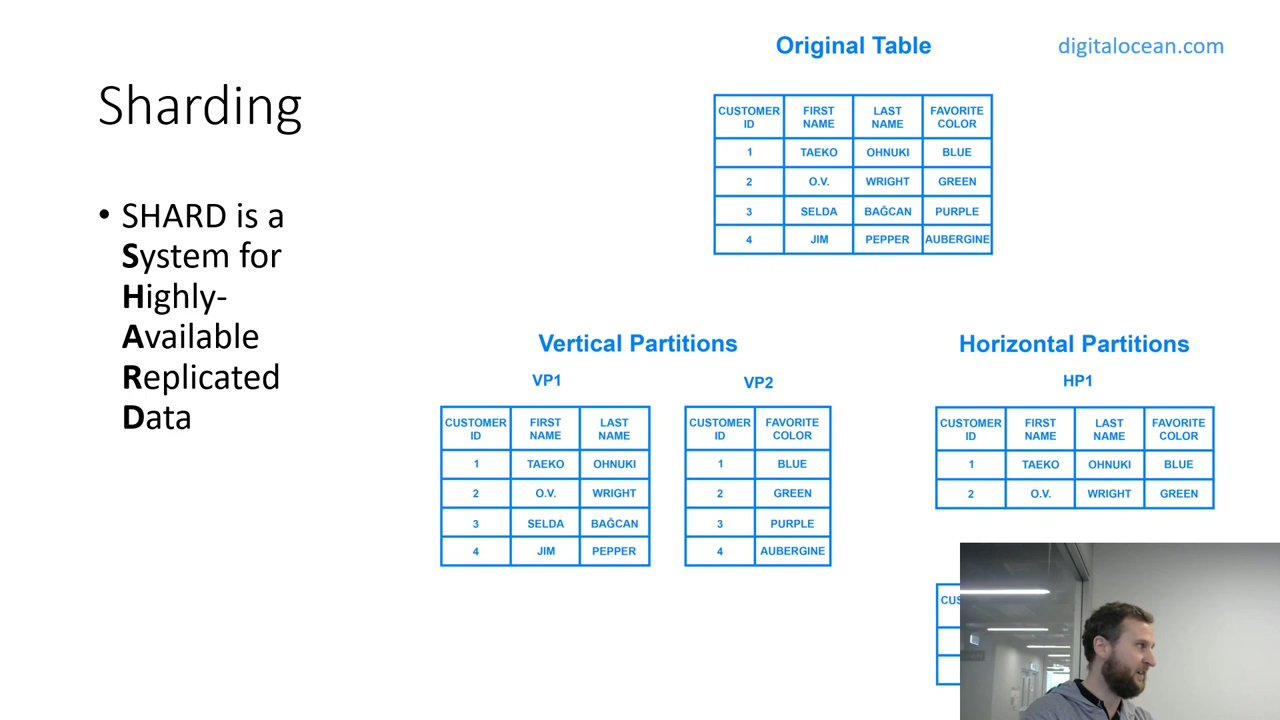 Original Table
digitalocean.com
Sharding
CUSTOMER ID FIRST NAME LAST NAME FAVORITE COLOR
1 TAEKO OHNUKI BLUE
2 O.V. WRIGHT GREEN
3 SELDA BAĞCAN PURPLE
4 JIM PEPPER AUBERGINE
• SHARD is a
System for
Highly-
Available
Replicated
Data
Vertical Partitions
VP1
CUSTOMER ID FIRST NAME LAST NAME
1 TAEKO OHNUKI
2 O.V. WRIGHT
3 SELDA BAĞCAN
4 JIM PEPPER
VP2
CUSTOMER ID FAVORITE COLOR
1 BLUE
2 GREEN
3 PURPLE
4 AUBERGINE
Horizontal Partitions
HP1
CUSTOMER ID FIRST NAME LAST NAME FAVORITE COLOR
1 TAEKO OHNUKI BLUE
2 O.V. WRIGHT GREEN